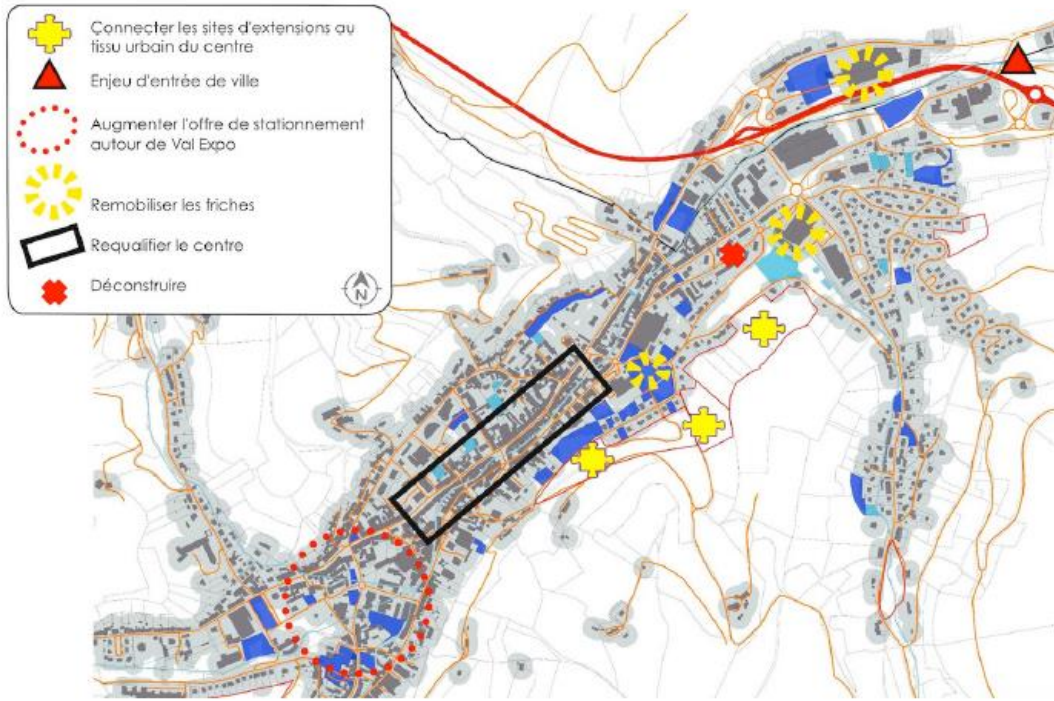 Connecter les sites d'extensions au
tissu urbain du centre
Enjeu d'entrée de ville
Augmenter l'offre de stationnement
autour de Val Expo
Remobiliser les friches
Requalifier le centre
Déconstruire
N